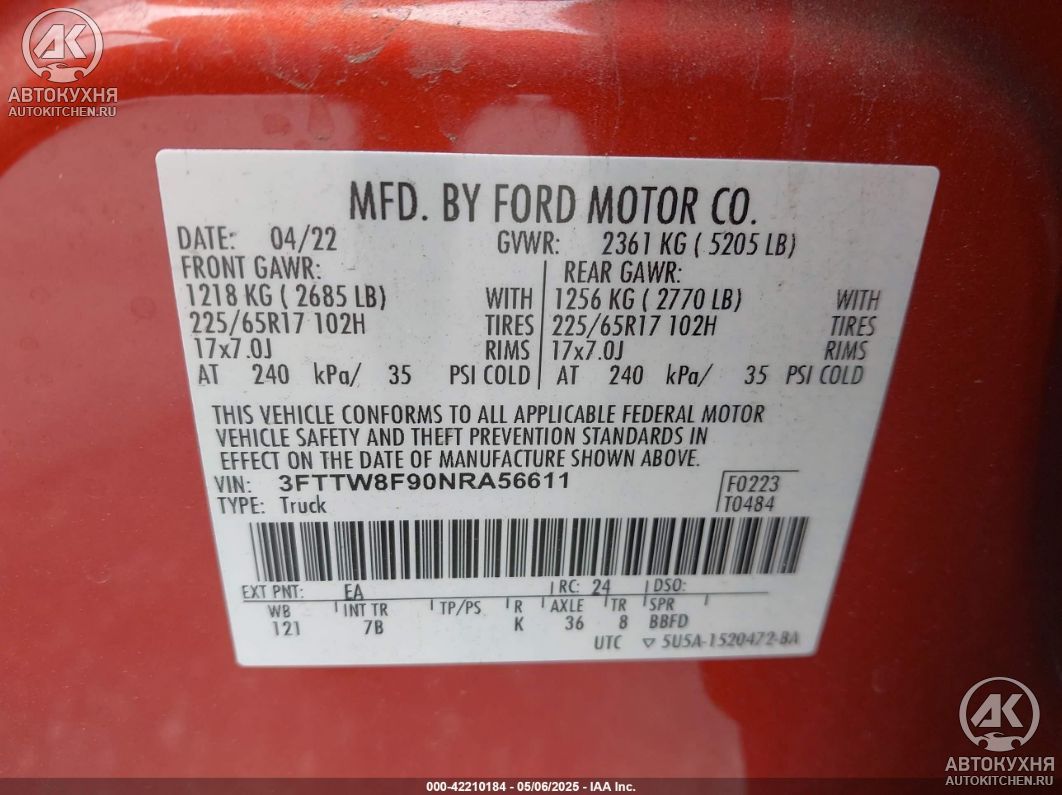 АВТОКУХНЯ
AUTOKITCHEN.RU
MFD. BY FORD MOTOR CO.
DATE: 04/22 GVWR: 2361 KG ( 5205 LB)
FRONT GAWR: REAR GAWR:
1218 KG ( 2685 LB) WITH 1256 KG ( 2770 LB) WITH
225/65R17 102H TIRES 225/65R17 102H TIRES
17x7.0J RIMS 17x7.0J RIMS
AT 240 kPa/ 35 PSI COLD AT 240 kPa/ 35 PSI COLD
THIS VEHICLE CONFORMS TO ALL APPLICABLE FEDERAL MOTOR
VEHICLE SAFETY AND THEFT PREVENTION STANDARDS IN
EFFECT ON THE DATE OF MANUFACTURE SHOWN ABOVE.
VIN: 3FTTW8F90NRA56611 F0223
TYPE: Truck T0484
EXT PNT: EA RC: 24 DSO:
WB INT TR TP/PS R AXLE TR SPR
121 7B K 36 8 BBFD
UTC ▽ 5U5A-1520472-BA
АК
АВТОКУХНЯ
AUTOKITCHEN.RU
000-42210184 - 05/06/2025 - IAA Inc.